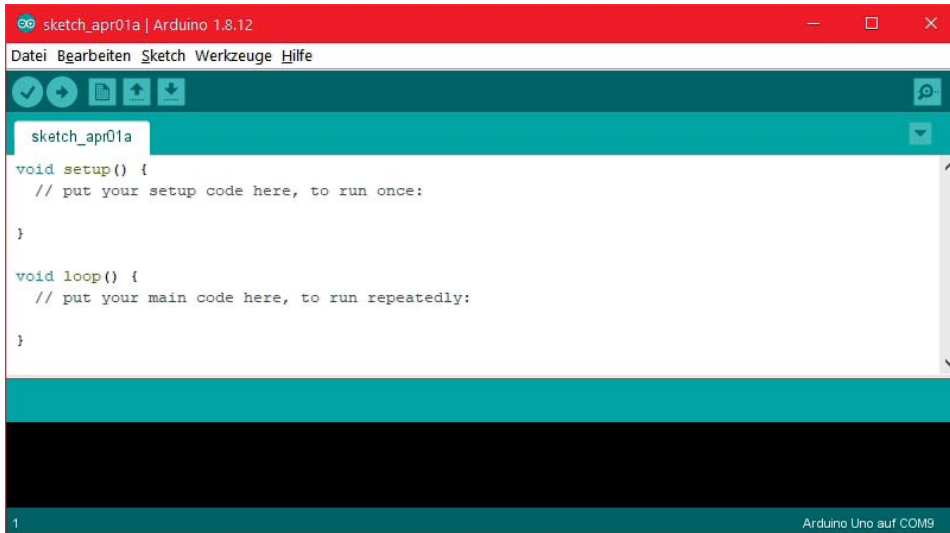 sketch_apr01a | Arduino 1.8.12
Datei Bearbeiten Sketch Werkzeuge Hilfe
sketch_apr01a
void setup() {
  // put your setup code here, to run once:
}
void loop() {
  // put your main code here, to run repeatedly:
}
1 Arduino Uno auf COM9